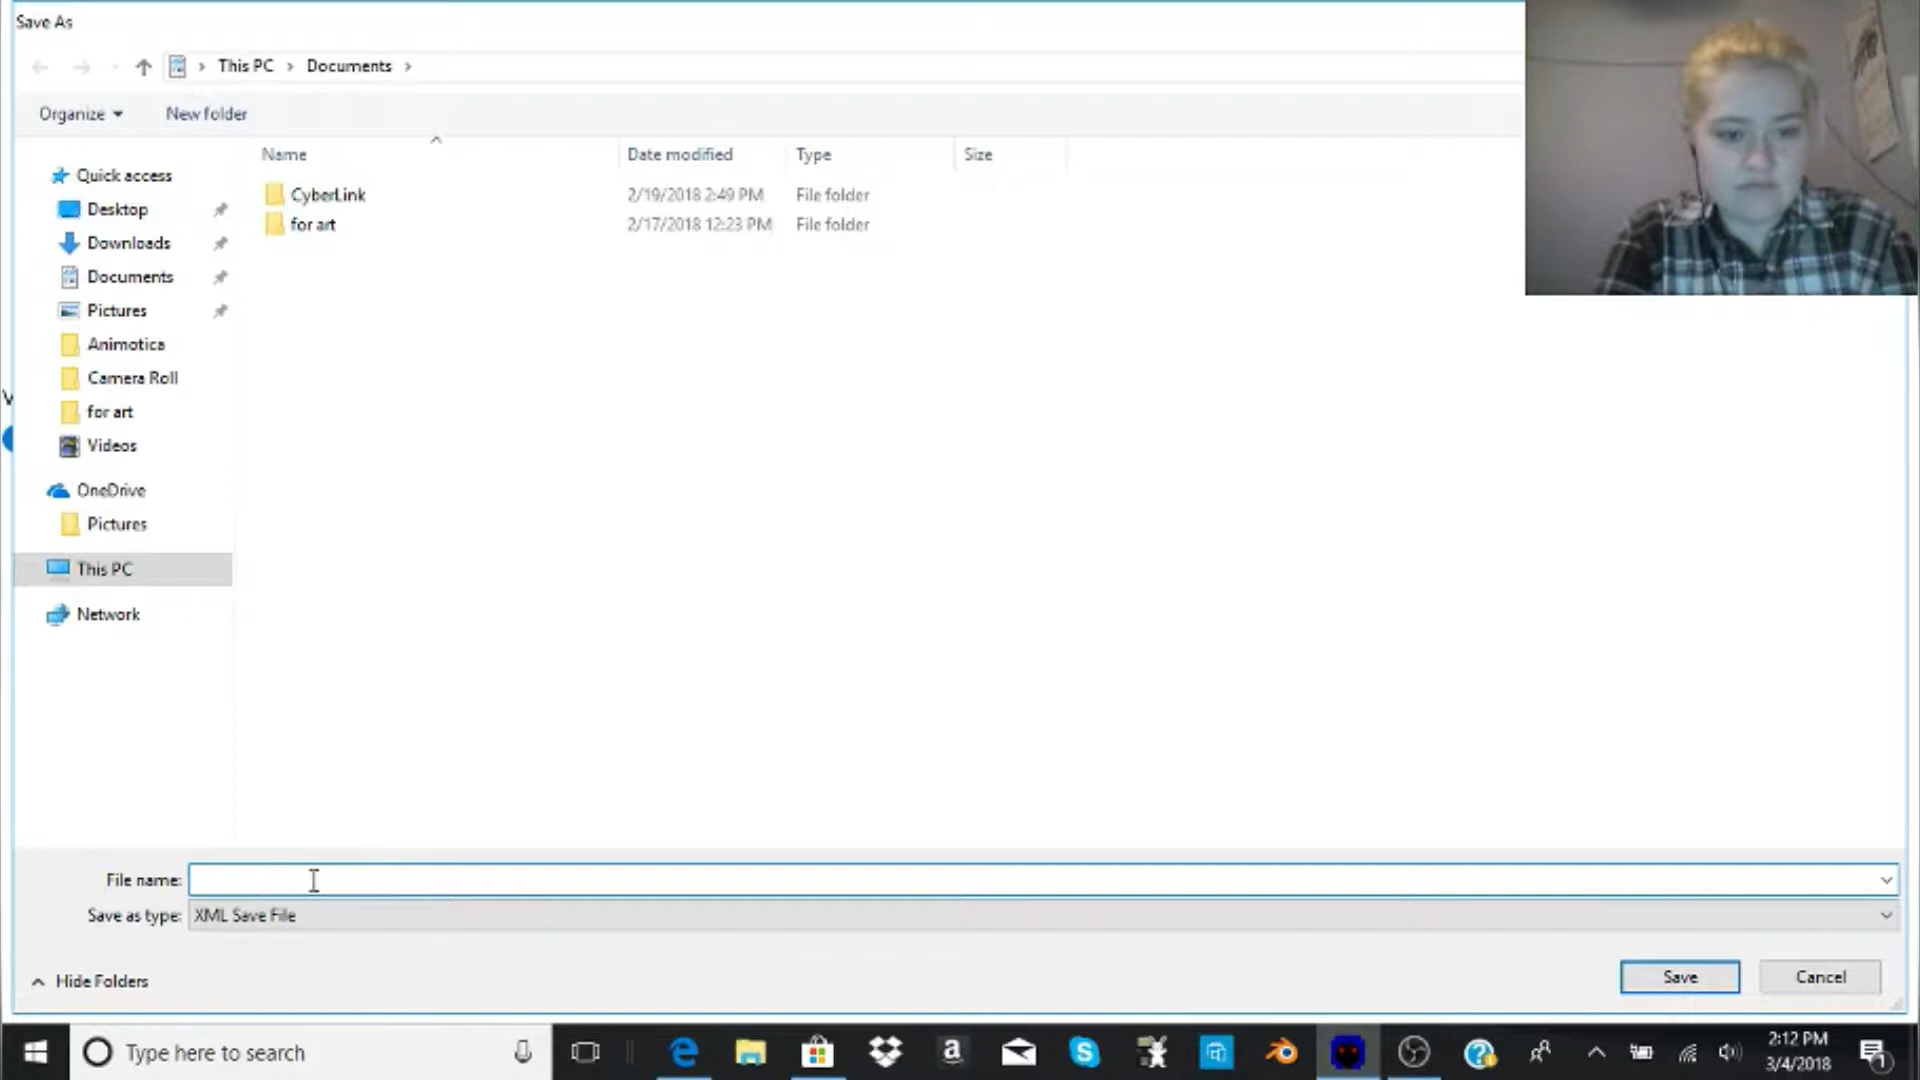 Save As
This PC > Documents >
Organize
New folder
Name
Date modified
Type
Size
CyberLink
2/19/2018 2:49 PM
File folder
for art
2/17/2018 12:23 PM
File folder
Quick access
Desktop
Downloads
Documents
Pictures
Animotica
Camera Roll
for art
Videos
OneDrive
Pictures
This PC
Network
File name:
Save as type:
XML Save File
Hide Folders
Save
Cancel
Type here to search
a
2:12 PM
3/4/2018
1